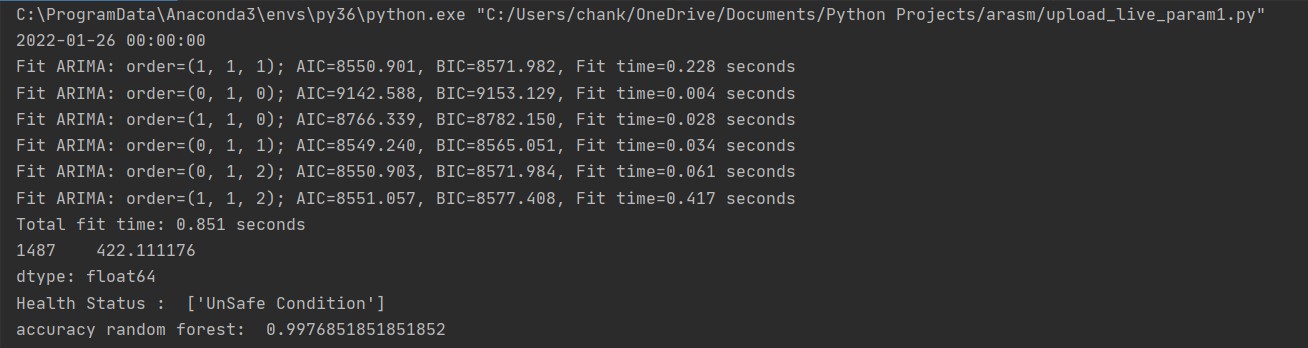 C:\ProgramData\Anaconda3\envs\py36\python.exe "C:/Users/chank/OneDrive/Documents/Python Projects/arasm/upload_live_param1.py"
2022-01-26 00:00:00
Fit ARIMA: order=(1, 1, 1); AIC=8550.901, BIC=8571.982, Fit time=0.228 seconds
Fit ARIMA: order=(0, 1, 0); AIC=9142.588, BIC=9153.129, Fit time=0.004 seconds
Fit ARIMA: order=(1, 1, 0); AIC=8766.339, BIC=8782.150, Fit time=0.028 seconds
Fit ARIMA: order=(0, 1, 1); AIC=8549.240, BIC=8565.051, Fit time=0.034 seconds
Fit ARIMA: order=(0, 1, 2); AIC=8550.903, BIC=8571.984, Fit time=0.061 seconds
Fit ARIMA: order=(1, 1, 2); AIC=8551.057, BIC=8577.408, Fit time=0.417 seconds
Total fit time: 0.851 seconds
1487    422.111176
dtype: float64
Health Status :  ['UnSafe Condition']
accuracy random forest:  0.9976851851851852